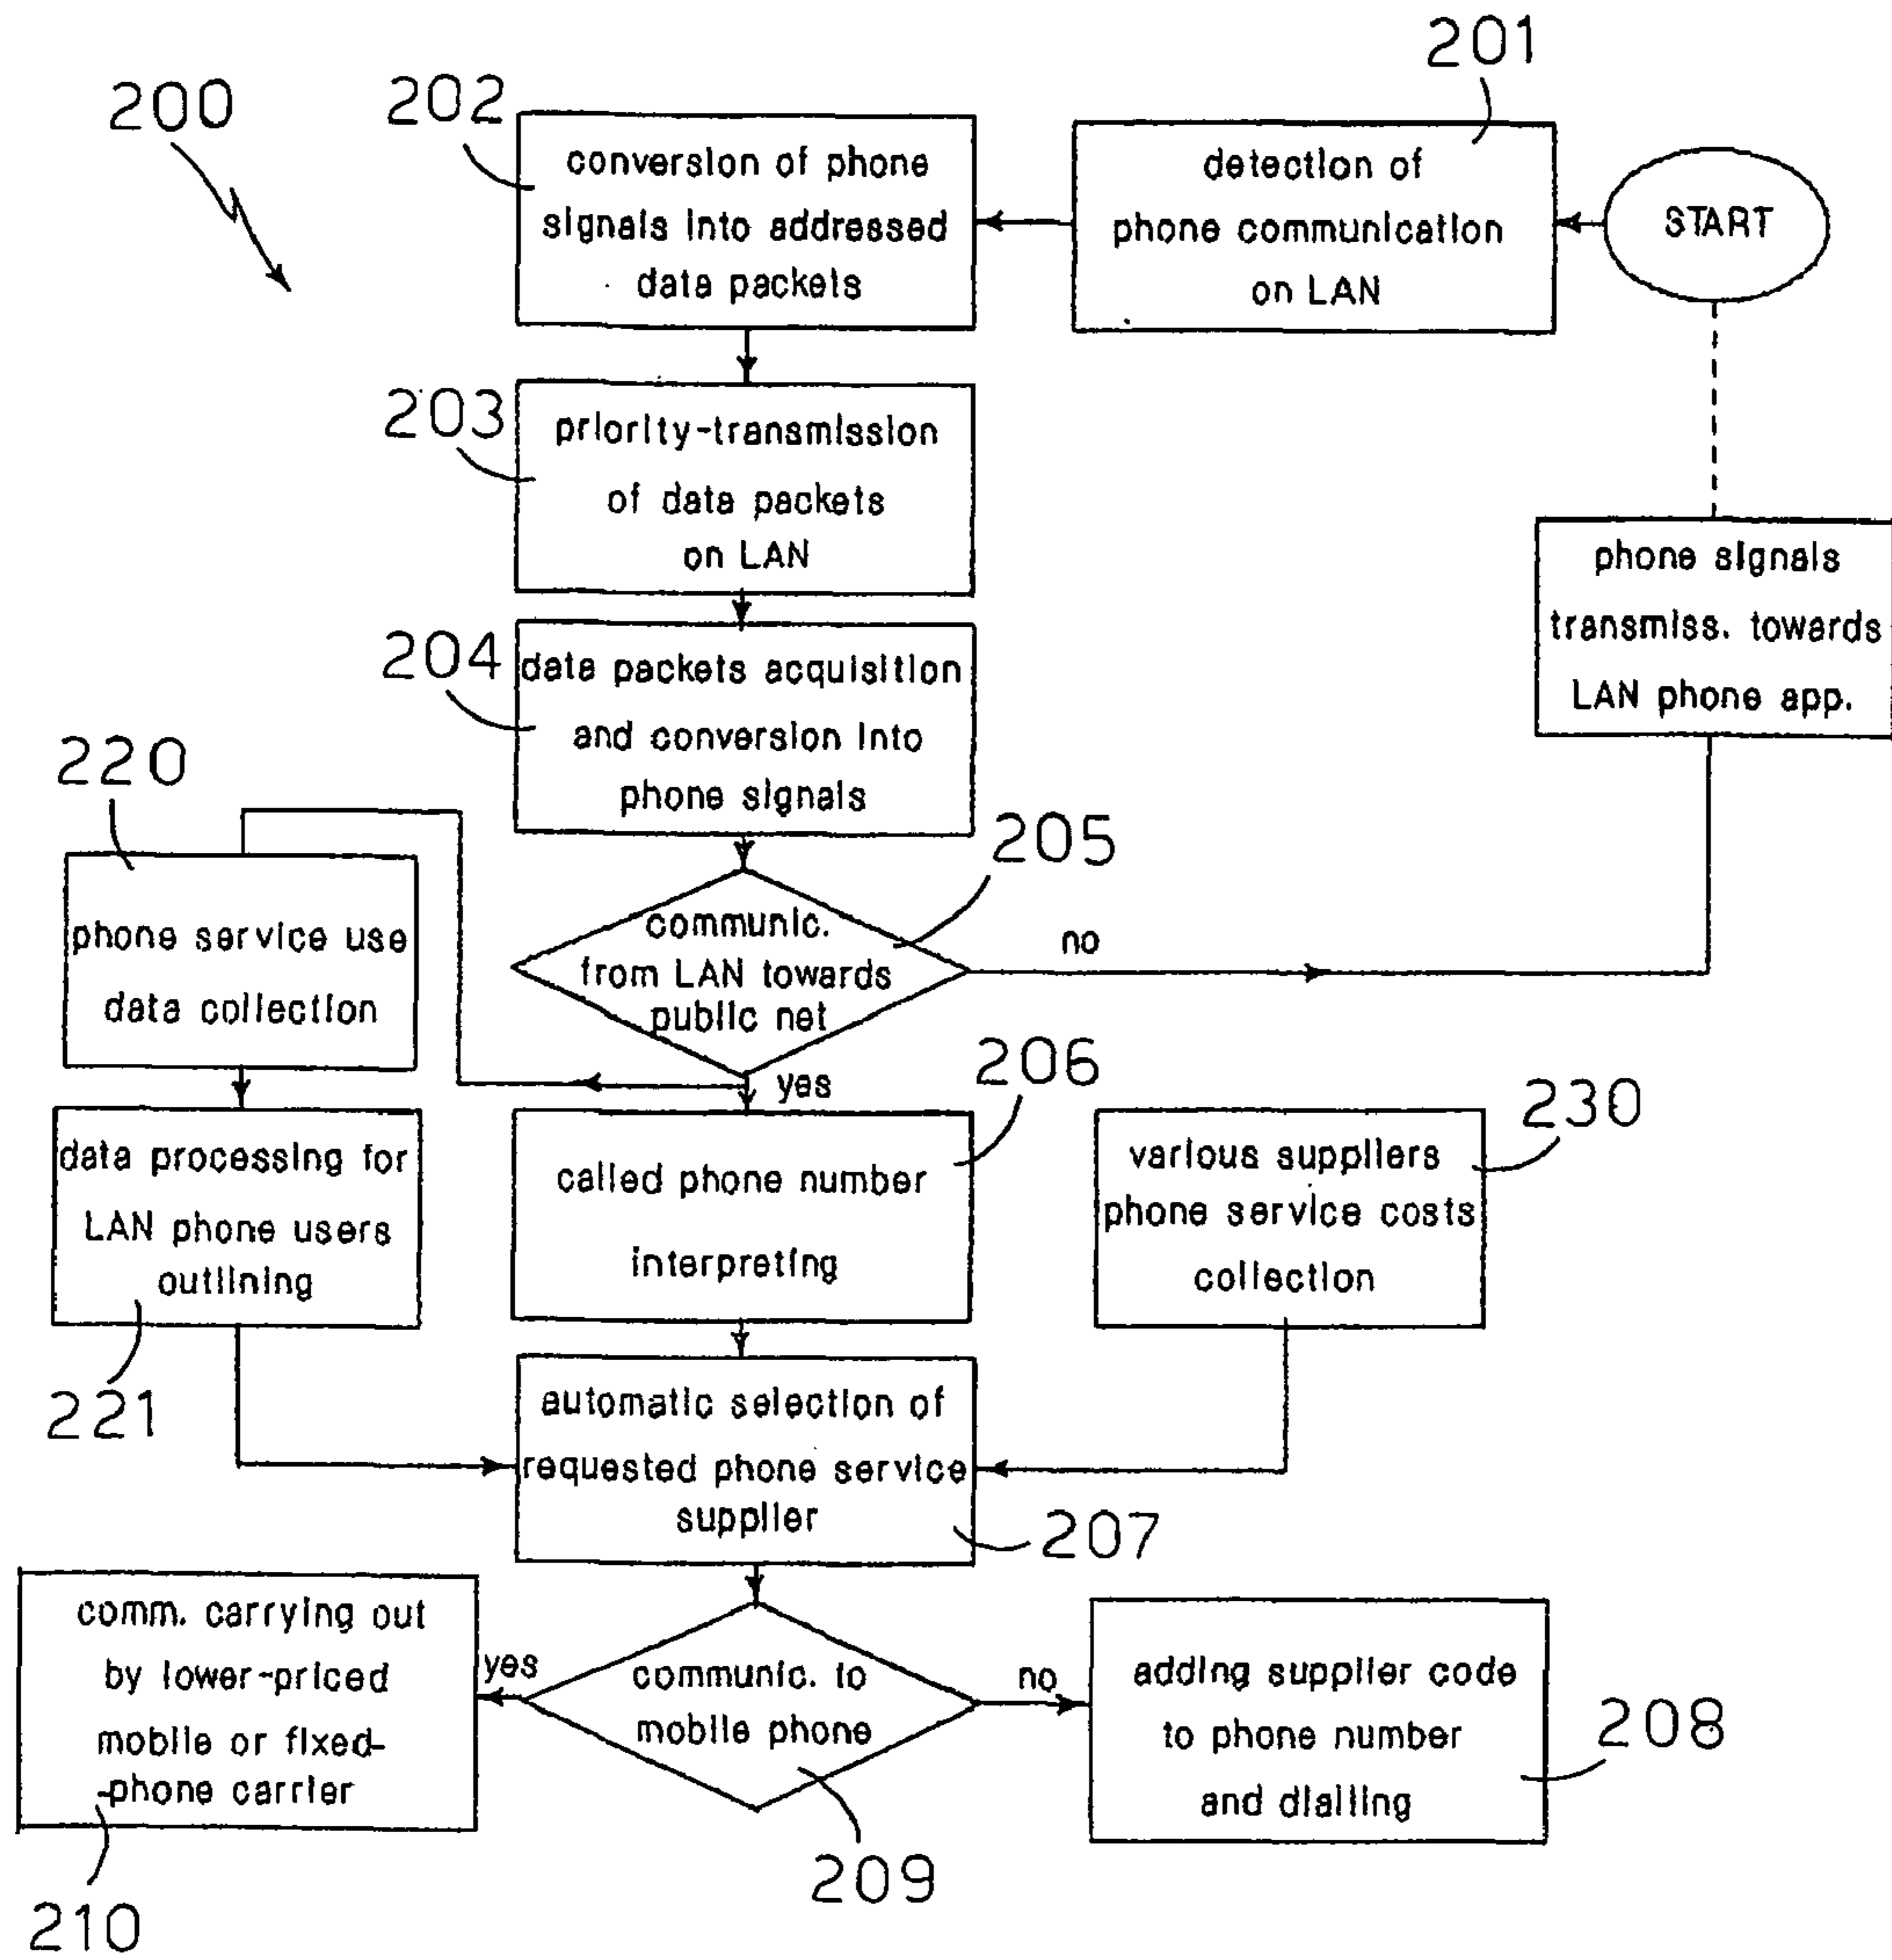 200
201
START
detection of
phone communication
on LAN
202
conversion of phone
signals into addressed
data packets
203
priority-transmission
of data packets
on LAN
204
data packets acquisition
and conversion into
phone signals
phone signals
transmiss. towards
LAN phone app.
205
communic.
from LAN towards
public net
no
yes
220
phone service use
data collection
221
data processing for
LAN phone users
outlining
206
called phone number
interpreting
230
various suppliers
phone service costs
collection
automatic selection of
requested phone service
supplier
207
communic. to
mobile phone
209
yes
no
comm. carrying out
by lower-priced
mobile or fixed-
-phone carrier
210
adding supplier code
to phone number
and dialling
208